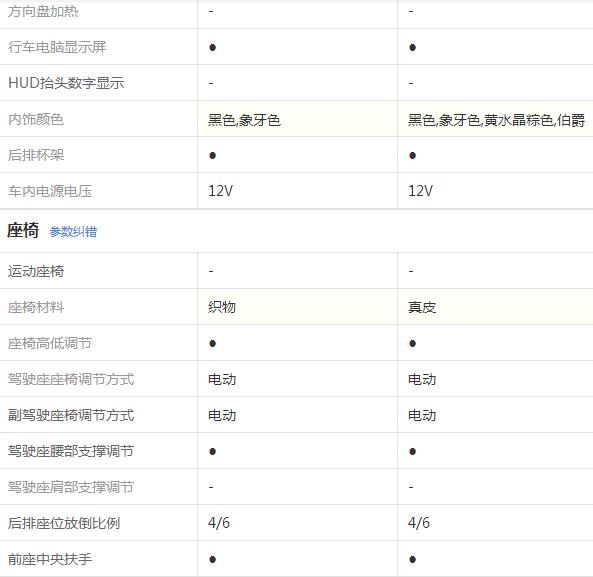 方向盘加热 - -
行车电脑显示屏 ● ●
HUD抬头数字显示 - -
内饰颜色 黑色,象牙色 黑色,象牙色,黄水晶棕色,伯爵
后排杯架 ● ●
车内电源电压 12V 12V
座椅 参数纠错
运动座椅 - -
座椅材料 织物 真皮
座椅高低调节 ● ●
驾驶座座椅调节方式 电动 电动
副驾驶座椅调节方式 电动 电动
驾驶座腰部支撑调节 ● ●
驾驶座肩部支撑调节 - -
后排座位放倒比例 4/6 4/6
前座中央扶手 ● ●